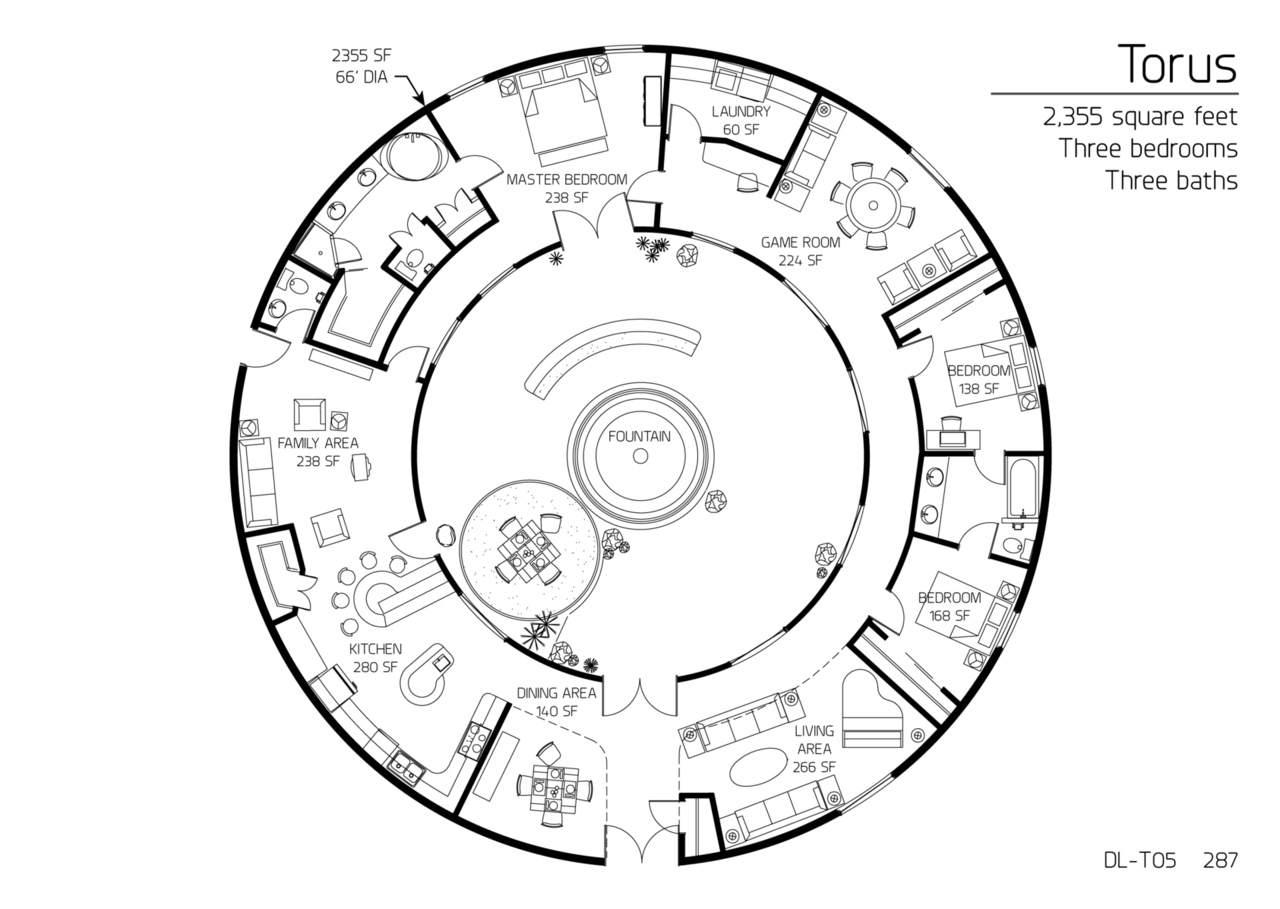 2355 SF
66' DIA
Torus
2,355 square feet
Three bedrooms
Three baths
LAUNDRY
60 SF
MASTER BEDROOM
238 SF
GAME ROOM
224 SF
BEDROOM
138 SF
FOUNTAIN
FAMILY AREA
238 SF
BEDROOM
168 SF
KITCHEN
280 SF
DINING AREA
140 SF
LIVING
AREA
266 SF
DL-T05 287